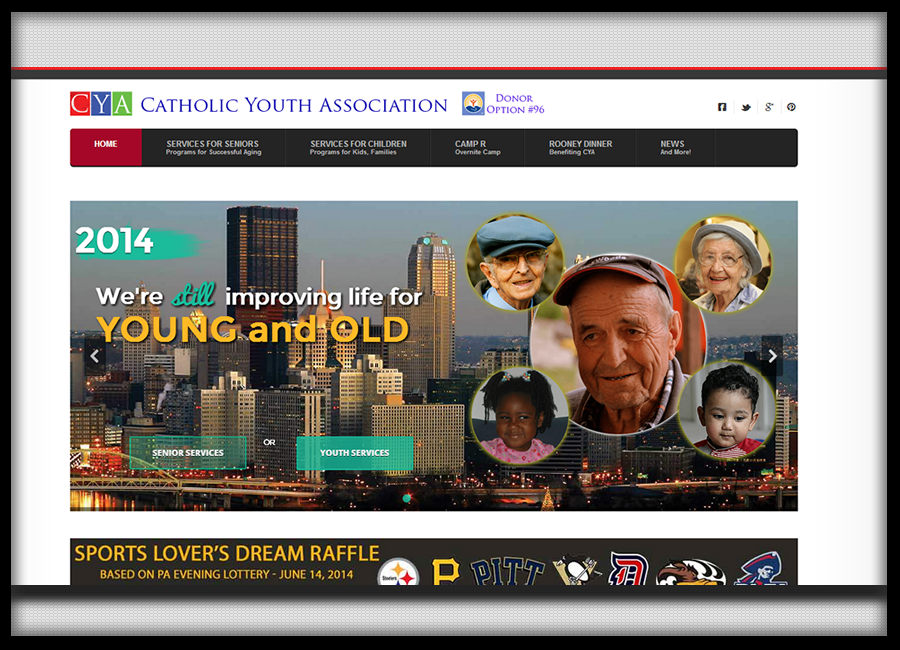 CYA CATHOLIC YOUTH ASSOCIATION
DONOR
OPTION #96
HOME
SERVICES FOR SENIORS
Programs for Successful Aging
SERVICES FOR CHILDREN
Programs for Kids, Families
CAMP R
Overnite Camp
ROONEY DINNER
Benefiting CYA
NEWS
And More!
2014
We're still improving life for
YOUNG and OLD
SENIOR SERVICES
OR
YOUTH SERVICES
SPORTS LOVER'S DREAM RAFFLE
BASED ON PA EVENING LOTTERY - JUNE 14, 2014
Steelers
P
PITT
D